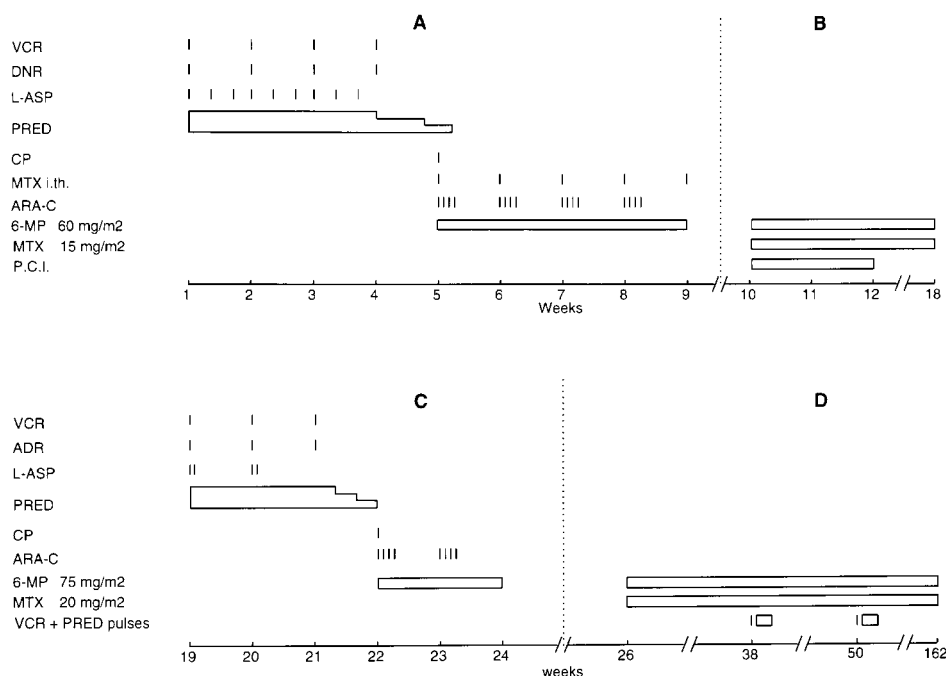 A
B
VCR
DNR
L-ASP
PRED
CP
MTX i.th.
ARA-C
6-MP 60 mg/m2
MTX 15 mg/m2
P.C.I.
1 2 3 4 5 6 7 8 9 10 11 12 18
Weeks
C
D
VCR
ADR
L-ASP
PRED
CP
ARA-C
6-MP 75 mg/m2
MTX 20 mg/m2
VCR + PRED pulses
19 20 21 22 23 24 26 38 50 162
weeks